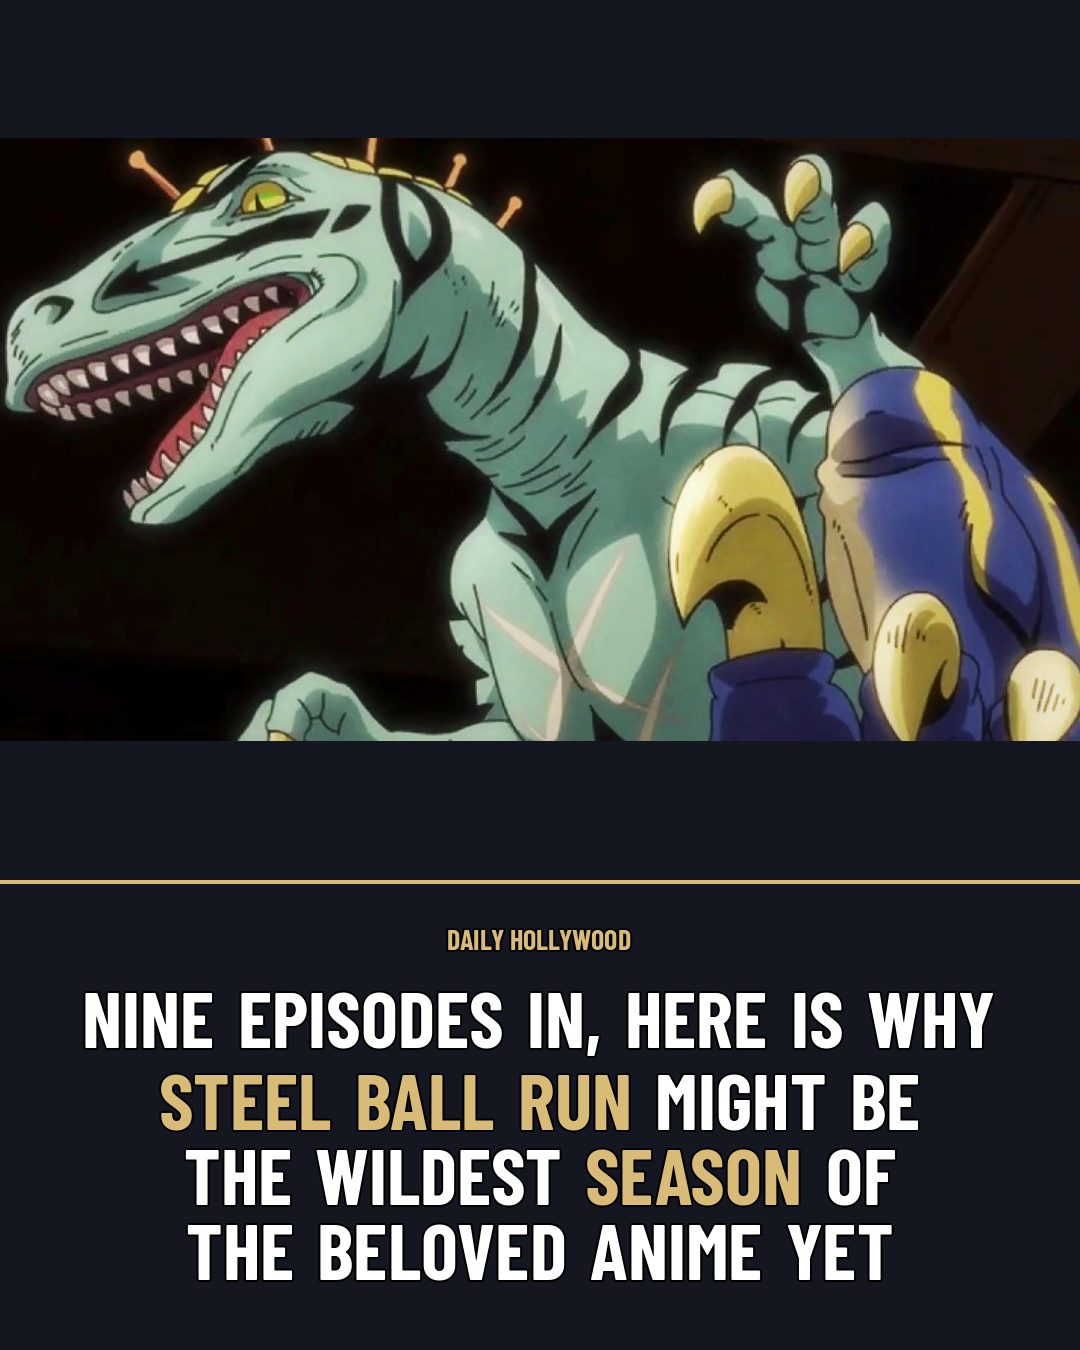 DAILY HOLLYWOOD
NINE EPISODES IN, HERE IS WHY
STEEL BALL RUN MIGHT BE
THE WILDEST SEASON OF
THE BELOVED ANIME YET